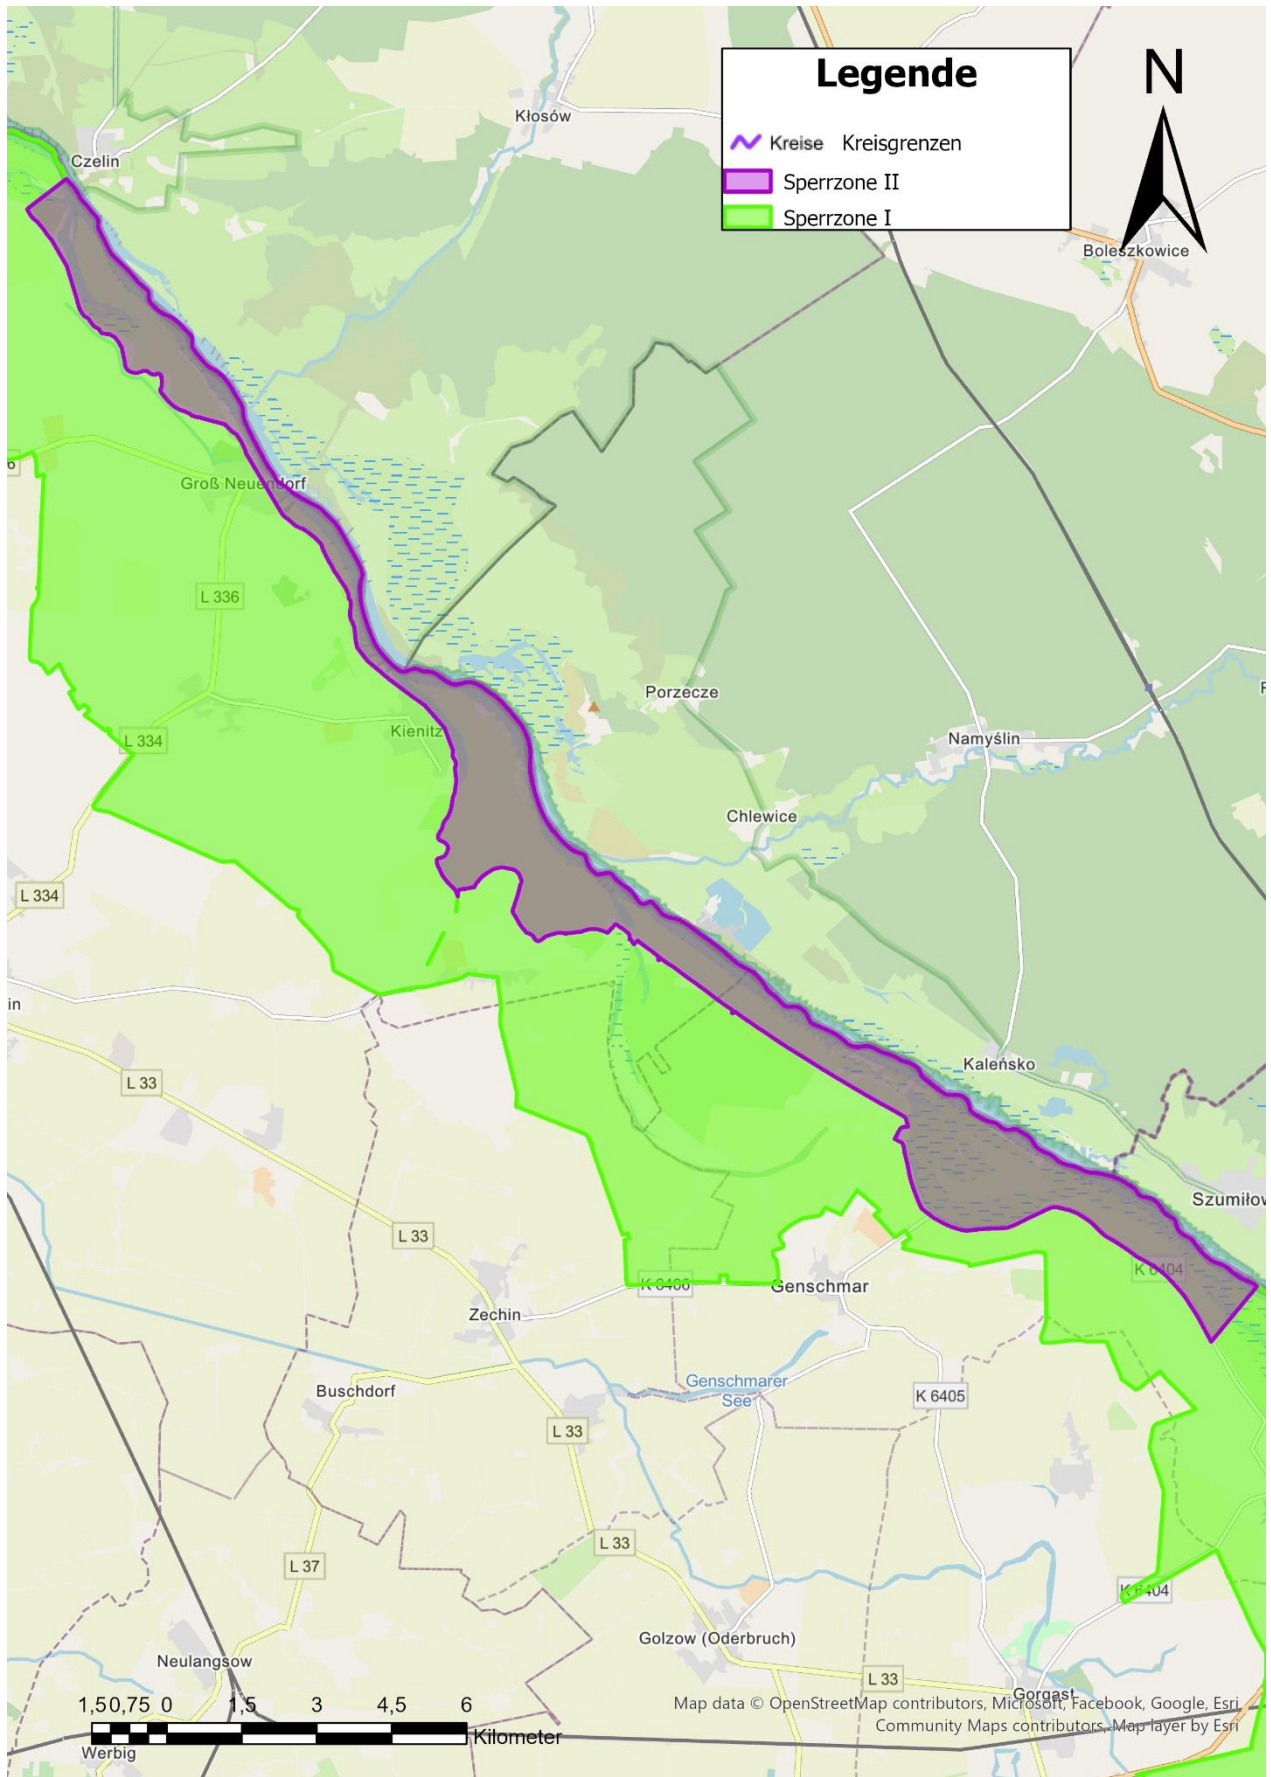 Legende
Kreise Kreisgrenzen
Sperrzone II
Sperrzone I
N
Kłosów
Czelin
Boleszkowice
6
Groß Neuendorf
L 336
Porzecze
Kienitz
L 334
Namyślin
Chlewice
L 334
in
Kaleńsko
L 33
Szumiłow
L 33
K 6404
K 6406
Genschmar
Zechin
Genschmarer
See
Buschdorf
K 6405
L 33
L 33
L 37
K 6404
Golzow (Oderbruch)
Neulangsow
L 33
Gorgast
1,5 0,75 0 1,5 3 4,5 6
Kilometer
Werbig
Map data © OpenStreetMap contributors, Microsoft, Facebook, Google, Esri
Community Maps contributors, Map layer by Esri